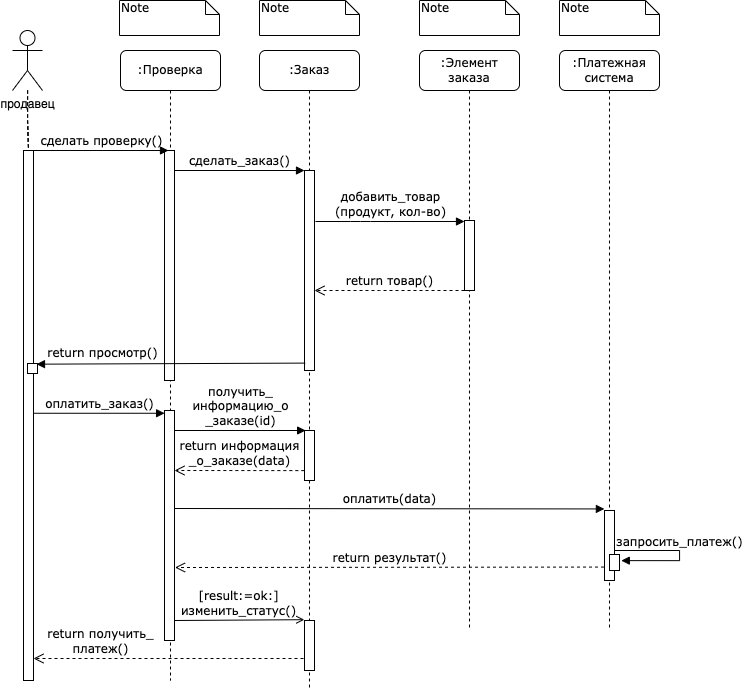 Note
Note
Note
Note
:Проверка
:Заказ
:Элемент
заказа
:Платежная
система
продавец
сделать проверку()
сделать_заказ()
добавить_товар
(продукт, кол-во)
return товар()
return просмотр()
оплатить_заказ()
получить_
информацию_о
_заказе(id)
return информация
_о_заказе(data)
оплатить(data)
запросить_платеж()
return результат()
[result:=ok:]
изменить_статус()
return получить_
платеж()